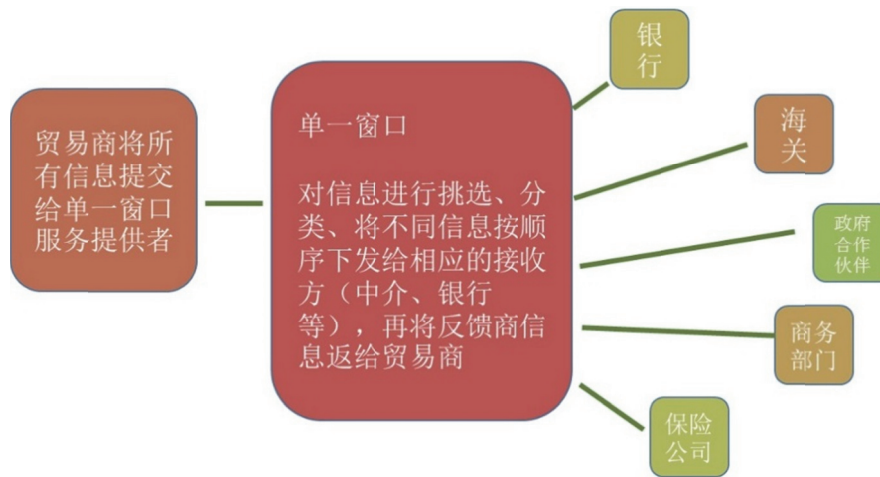 贸易商将所
有信息提交
给单一窗口
服务提供者
单一窗口
对信息进行挑选、分
类、将不同信息按顺
序下发给相应的接收
方（中介、银行
等），再将反馈商信
息返给贸易商
银
行
海
关
政府
合作
伙伴
商务
部门
保险
公司